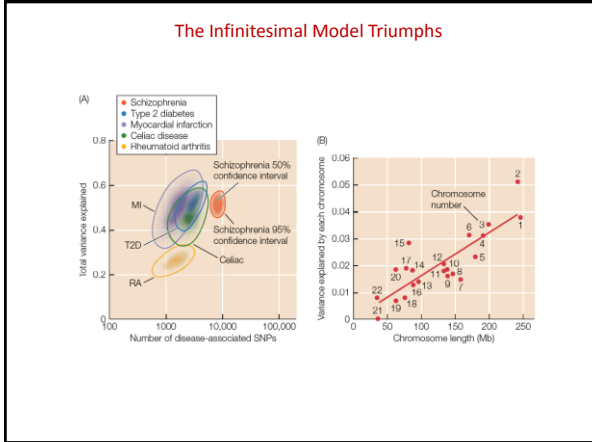 The Infinitesimal Model Triumphs
(A)
Schizophrenia
Type 2 diabetes
Myocardial infarction
Celiac disease
Rheumatoid arthritis
Total variance explained
0.8
0.6
0.4
0.2
0
100
1000
10,000
100,000
Number of disease-associated SNPs
MI
T2D
RA
Celiac
Schizophrenia 50%
confidence interval
Schizophrenia 95%
confidence interval
(B)
Variance explained by each chromosome
0.06
0.05
0.04
0.03
0.02
0.01
0
0
50
100
150
200
250
Chromosome length (Mb)
Chromosome
number
2
1
3
6
4
5
15
17
14
20
12
10
11
9
8
7
13
16
22
18
19
21